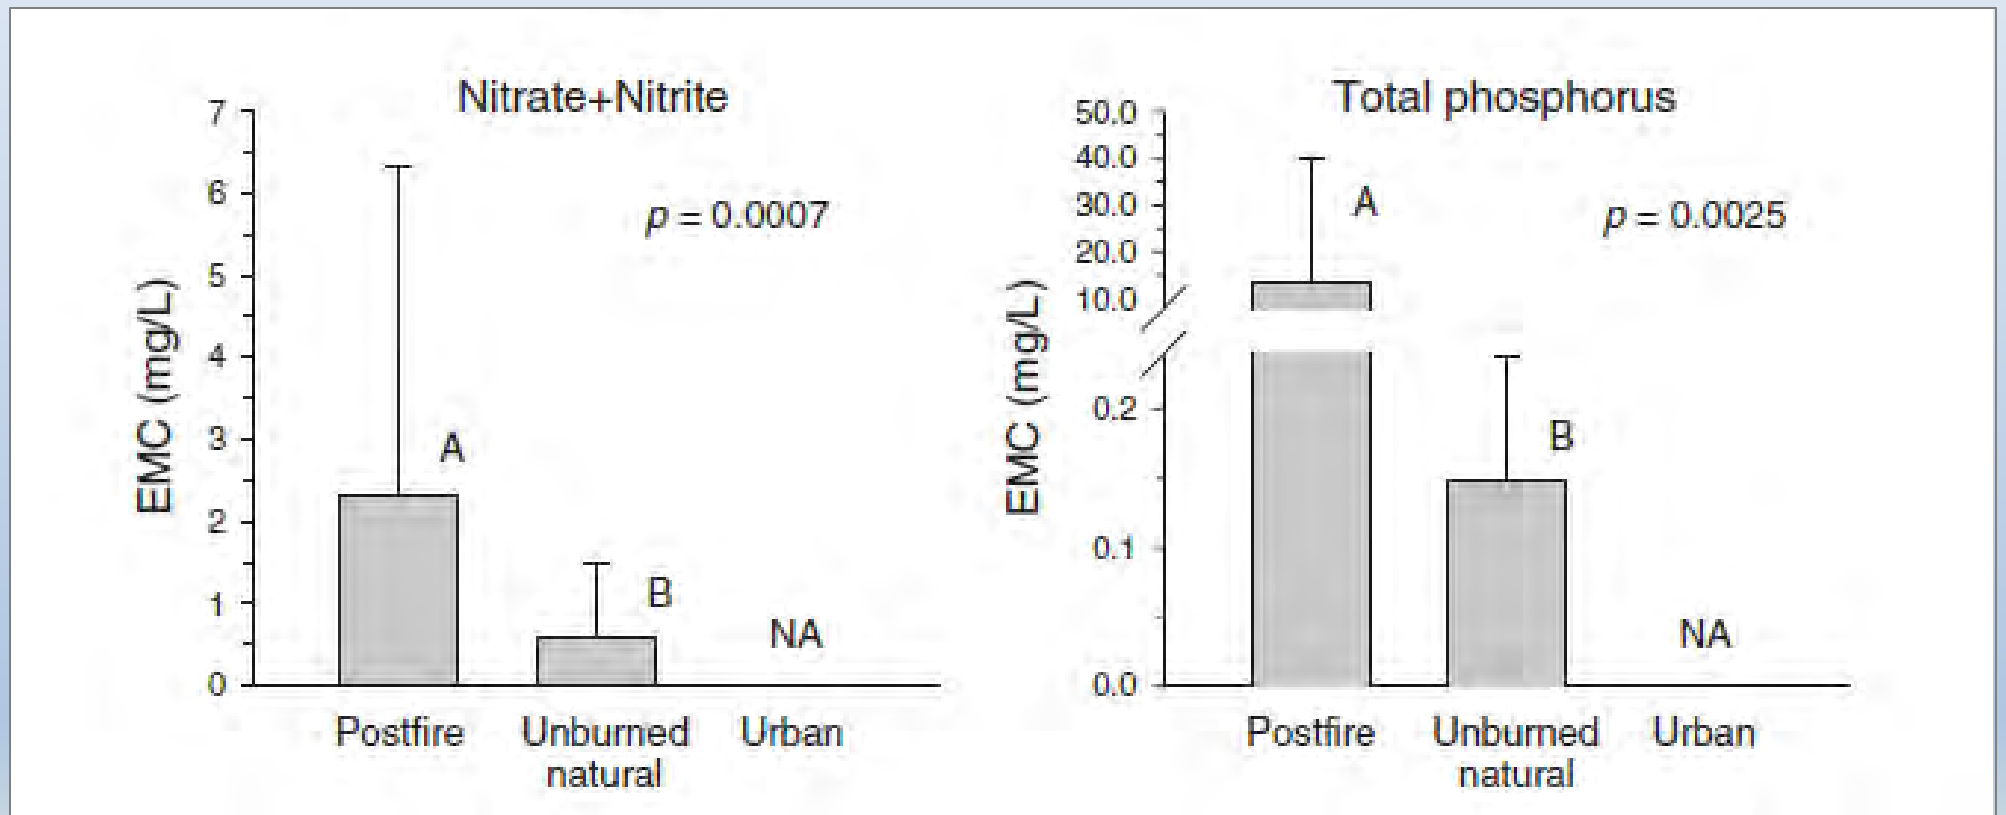 Nitrate+Nitrite
7
6
5
4
3
2
1
0
EMC (mg/L)
p = 0.0007
A
B
NA
Postfire
Unburned
natural
Urban
Total phosphorus
50.0
40.0
30.0
20.0
10.0
0.2
0.1
0.0
EMC (mg/L)
p = 0.0025
A
B
NA
Postfire
Unburned
natural
Urban